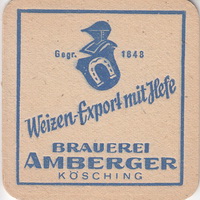 Gegr. 1848
Weizen-Export mit Hefe
BRAUEREI
AMBERGER
KÖSCHING